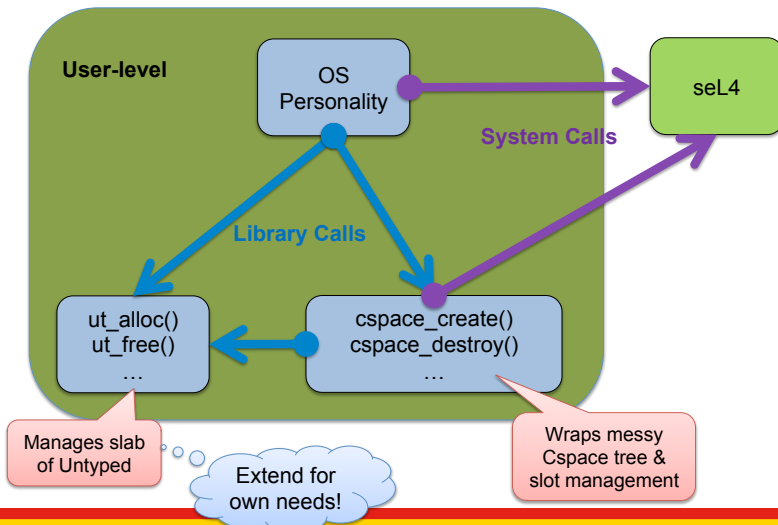 User-level
OS
Personality
seL4
System Calls
Library Calls
ut_alloc()
ut_free()
…
cspace_create()
cspace_destroy()
…
Manages slab
of Untyped
Extend for
own needs!
Wraps messy
Cspace tree &
slot management